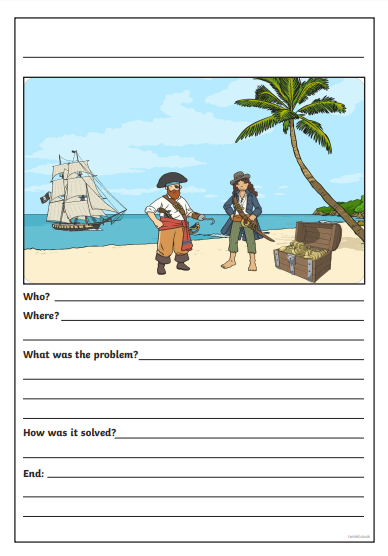 Who?
Where?
What was the problem?
How was it solved?
End: